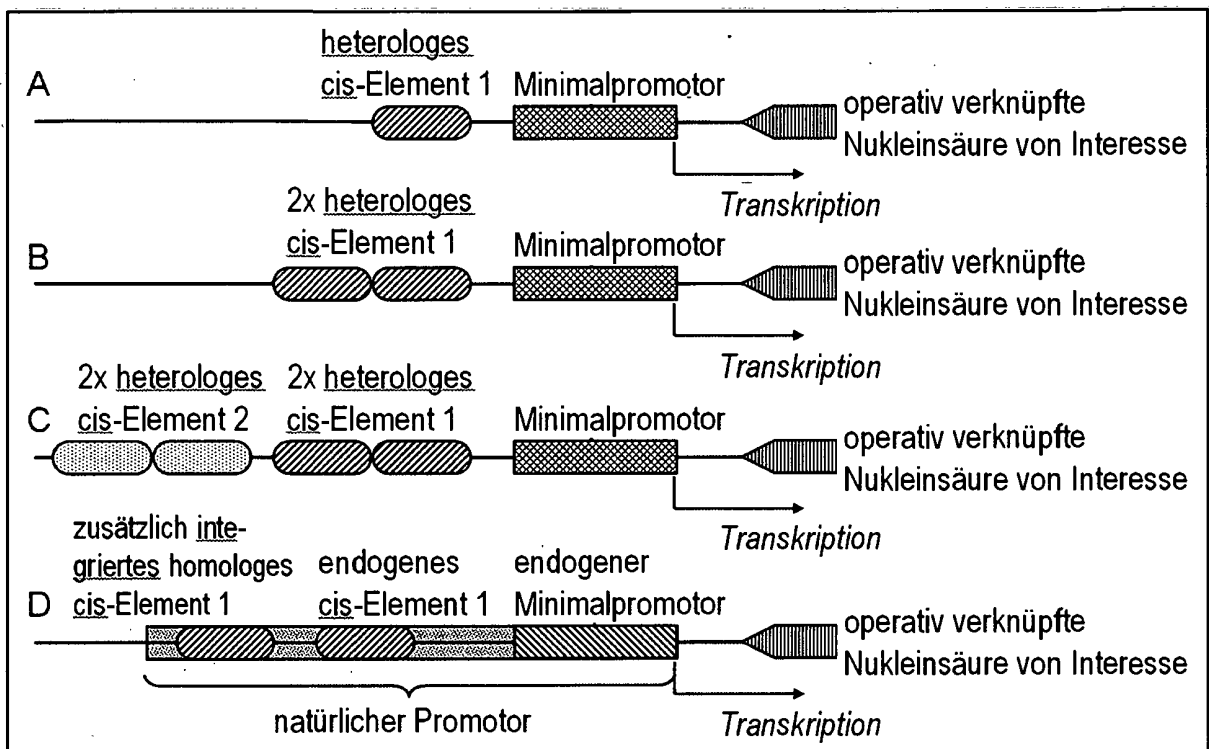 heterologes
A
cis-Element 1 Minimalpromotor
operativ verknüpfte
Nukleinsäure von Interesse
Transkription
2x heterologes
cis-Element 1 Minimalpromotor
B
operativ verknüpfte
Nukleinsäure von Interesse
Transkription
2x heterologes 2x heterologes
cis-Element 2 cis-Element 1 Minimalpromotor
C
operativ verknüpfte
Nukleinsäure von Interesse
Transkription
zusätzlich inte-
griertes homologes endogenes endogener
D cis-Element 1 cis-Element 1 Minimalpromotor
operativ verknüpfte
Nukleinsäure von Interesse
natürlicher Promotor Transkription